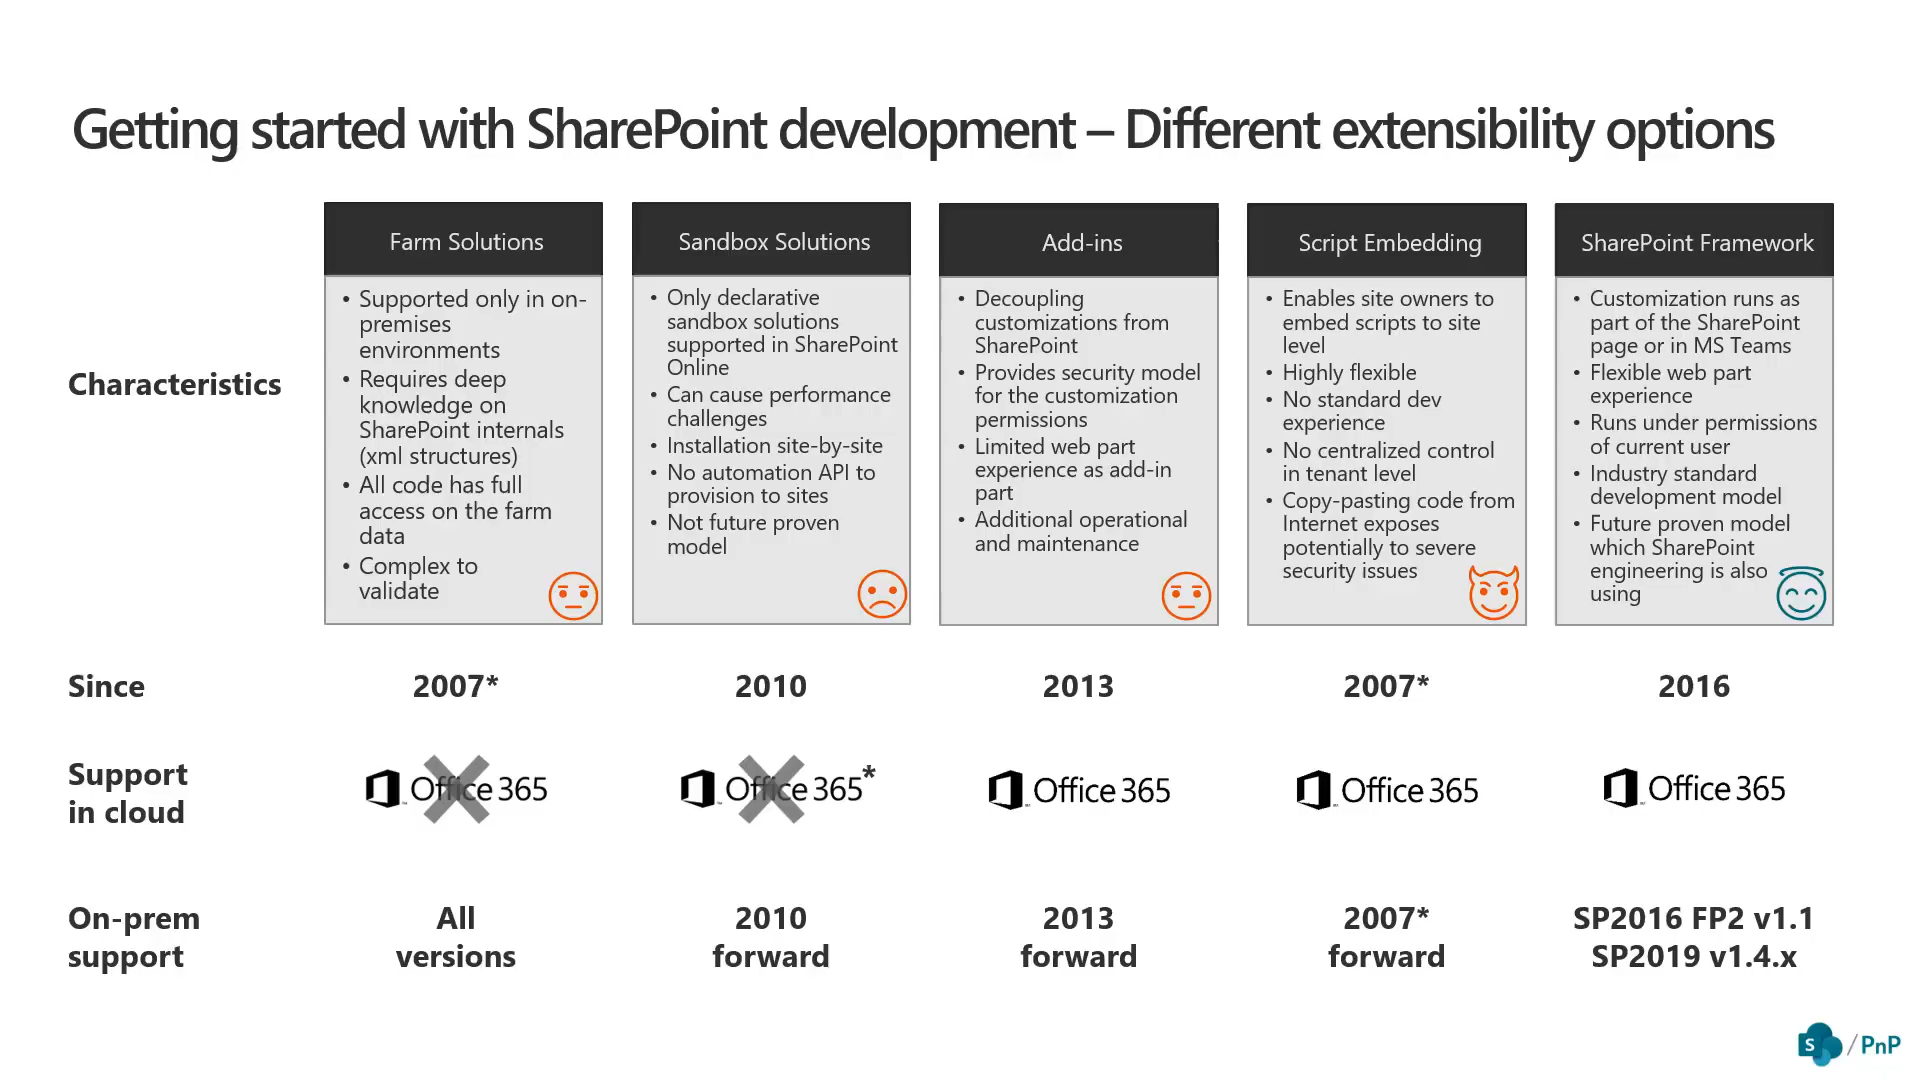 Getting started with SharePoint development – Different extensibility options
Farm Solutions
Sandbox Solutions
Add-ins
Script Embedding
SharePoint Framework
Characteristics
• Supported only in on-
premises
environments
• Requires deep
knowledge on
SharePoint internals
(xml structures)
• All code has full
access on the farm
data
• Complex to
validate
• Only declarative
sandbox solutions
supported in SharePoint
Online
• Can cause performance
challenges
• Installation site-by-site
• No automation API to
provision to sites
• Not future proven
model
• Decoupling
customizations from
SharePoint
• Provides security model
for the customization
permissions
• Limited web part
experience as add-in
part
• Additional operational
and maintenance
• Enables site owners to
embed scripts to site
level
• Highly flexible
• No standard dev
experience
• No centralized control
in tenant level
• Copy-pasting code from
Internet exposes
potentially to severe
security issues
• Customization runs as
part of the SharePoint
page or in MS Teams
• Flexible web part
experience
• Runs under permissions
of current user
• Industry standard
development model
• Future proven model
which SharePoint
engineering is also
using
Since
2007*
2010
2013
2007*
2016
Support
in cloud
Office 365
Office 365*
Office 365
Office 365
Office 365
On-prem
support
All
versions
2010
forward
2013
forward
2007*
forward
SP2016 FP2 v1.1
SP2019 v1.4.x
S /PnP